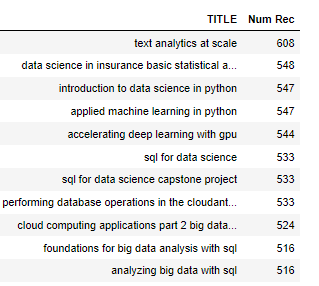 TITLE Num Rec
text analytics at scale 608
data science in insurance basic statistical a... 548
introduction to data science in python 547
applied machine learning in python 547
accelerating deep learning with gpu 544
sql for data science 533
sql for data science capstone project 533
performing database operations in the cloudant... 533
cloud computing applications part 2 big data... 524
foundations for big data analysis with sql 516
analyzing big data with sql 516